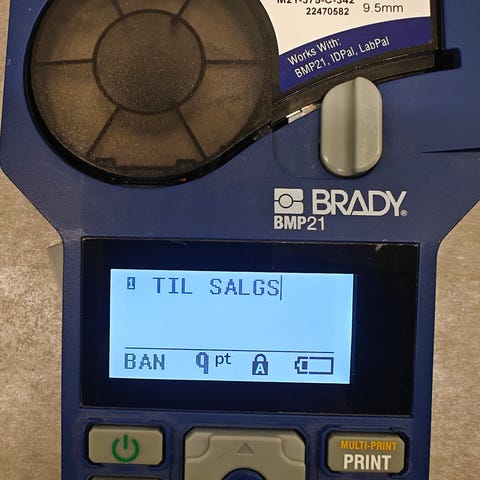 M21-375-C-342
22470582
9.5mm
Works With:
BMP21, IDPal, LabPal
BRADY®
BMP21
1 TIL SALGS
BAN 9 pt A
MULTI-PRINT
PRINT